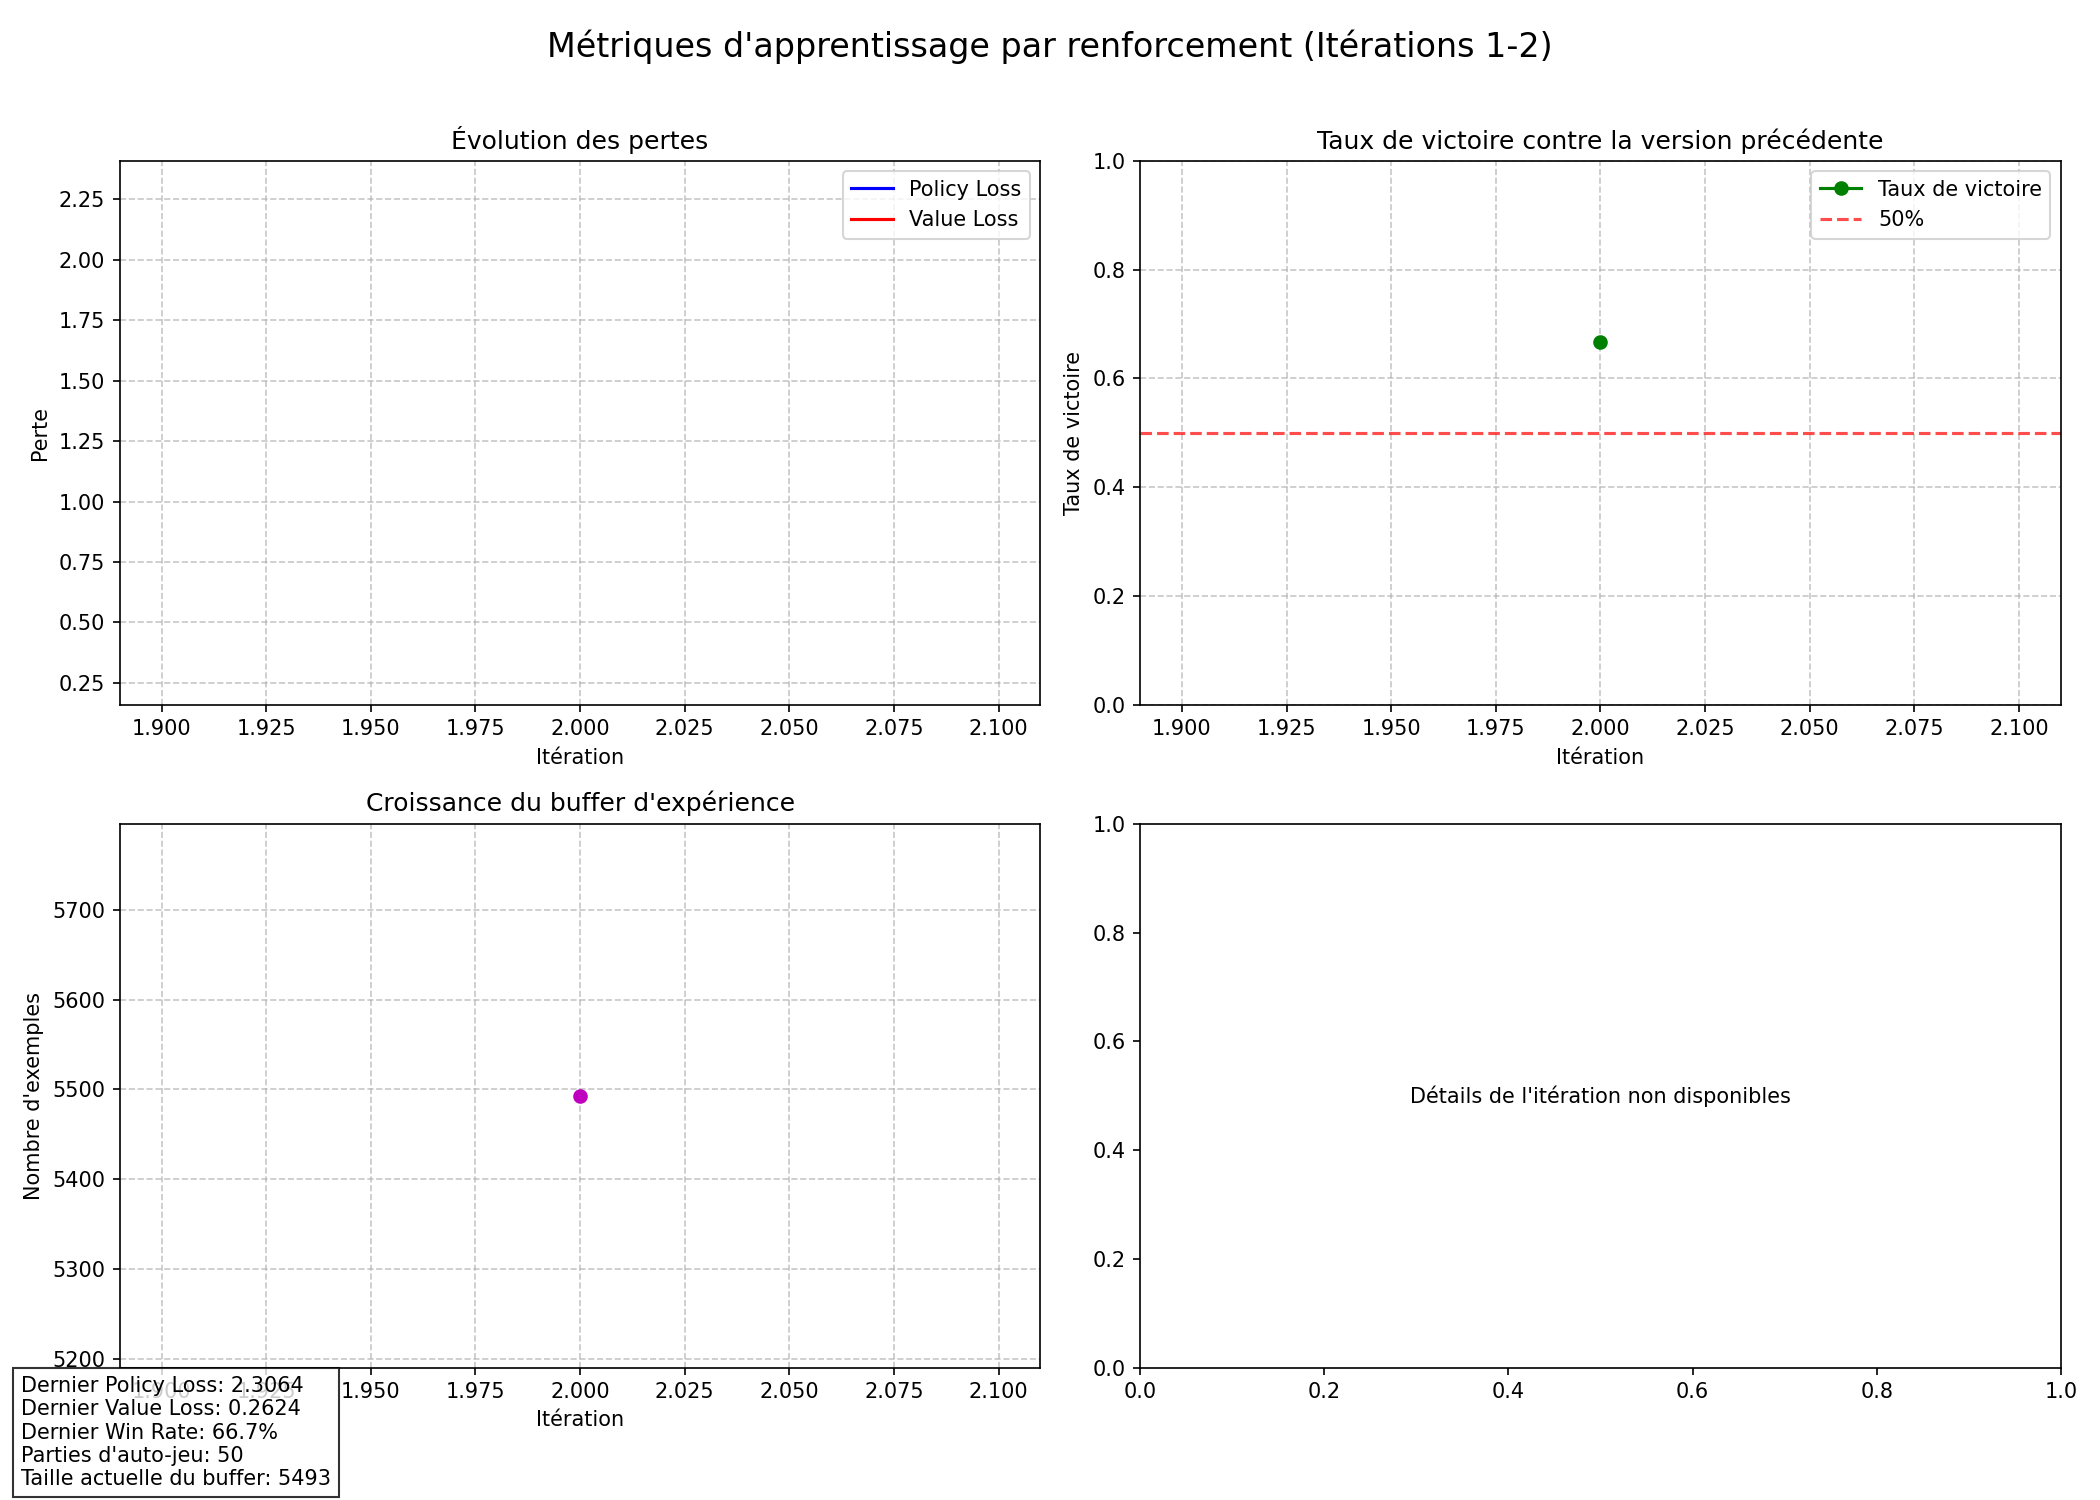 Métriques d'apprentissage par renforcement (Itérations 1-2)
Évolution des pertes
Policy Loss
Value Loss
2.25
2.00
1.75
1.50
1.25
1.00
0.75
0.50
0.25
Perte
1.900 1.925 1.950 1.975 2.000 2.025 2.050 2.075 2.100
Itération
Taux de victoire contre la version précédente
Taux de victoire
50%
1.0
0.8
0.6
0.4
0.2
0.0
Taux de victoire
1.900 1.925 1.950 1.975 2.000 2.025 2.050 2.075 2.100
Itération
Croissance du buffer d'expérience
5700
5600
5500
5400
5300
5200
Nombre d'exemples
1.900 1.925 1.950 1.975 2.000 2.025 2.050 2.075 2.100
Itération
1.0
0.8
0.6
0.4
0.2
0.0
Détails de l'itération non disponibles
0.0 0.2 0.4 0.6 0.8 1.0
Dernier Policy Loss: 2.3064
Dernier Value Loss: 0.2624
Dernier Win Rate: 66.7%
Parties d'auto-jeu: 50
Taille actuelle du buffer: 5493